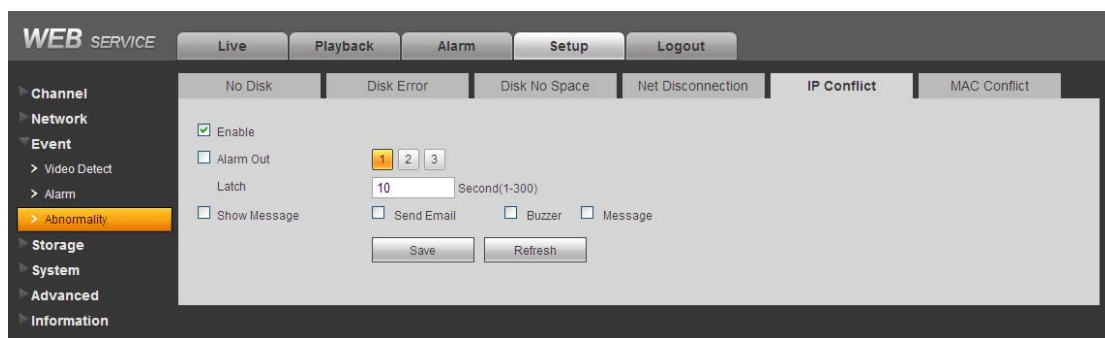 WEB SERVICE
Live Playback Alarm Setup Logout
No Disk Disk Error Disk No Space Net Disconnection IP Conflict MAC Conflict
Channel
Network
Event
> Video Detect
> Alarm
> Abnormality
Storage
System
Advanced
Information
Enable
Alarm Out 1 2 3
Latch 10 Second(1-300)
Show Message Send Email Buzzer Message
Save Refresh